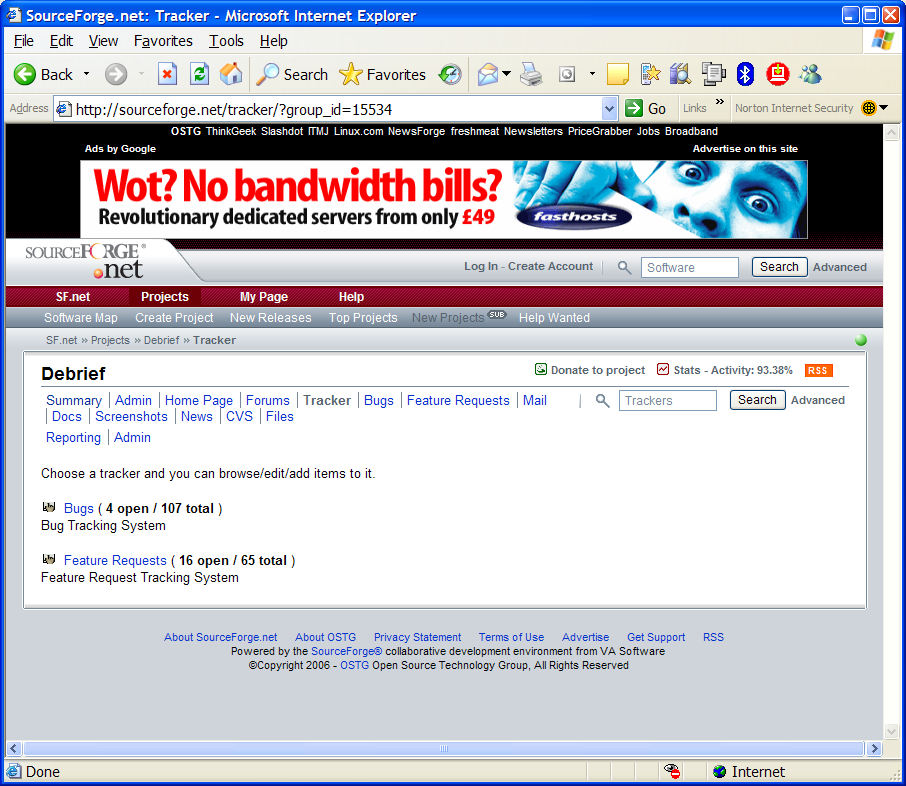 SourceForge.net: Tracker - Microsoft Internet Explorer
File Edit View Favorites Tools Help
Back Search Favorites
Address http://sourceforge.net/tracker/?group_id=15534 Go Links » Norton Internet Security
OSTG ThinkGeek Slashdot ITMJ Linux.com NewsForge freshmeat Newsletters PriceGrabber Jobs Broadband
Ads by Google Advertise on this site
Wot? No bandwidth bills?
Revolutionary dedicated servers from only £49 fasthosts
SOURCEFORGE®
.net
Log In - Create Account Software Search Advanced
SF.net Projects My Page Help
Software Map Create Project New Releases Top Projects New Projects SUB Help Wanted
SF.net » Projects » Debrief » Tracker
Debrief Donate to project Stats - Activity: 93.38% RSS
Summary | Admin | Home Page | Forums | Tracker | Bugs | Feature Requests | Mail | Trackers Search Advanced
| Docs | Screenshots | News | CVS | Files
Reporting | Admin
Choose a tracker and you can browse/edit/add items to it.
Bugs ( 4 open / 107 total )
Bug Tracking System
Feature Requests ( 16 open / 65 total )
Feature Request Tracking System
About SourceForge.net About OSTG Privacy Statement Terms of Use Advertise Get Support RSS
Powered by the SourceForge® collaborative development environment from VA Software
©Copyright 2006 - OSTG Open Source Technology Group, All Rights Reserved
Done Internet